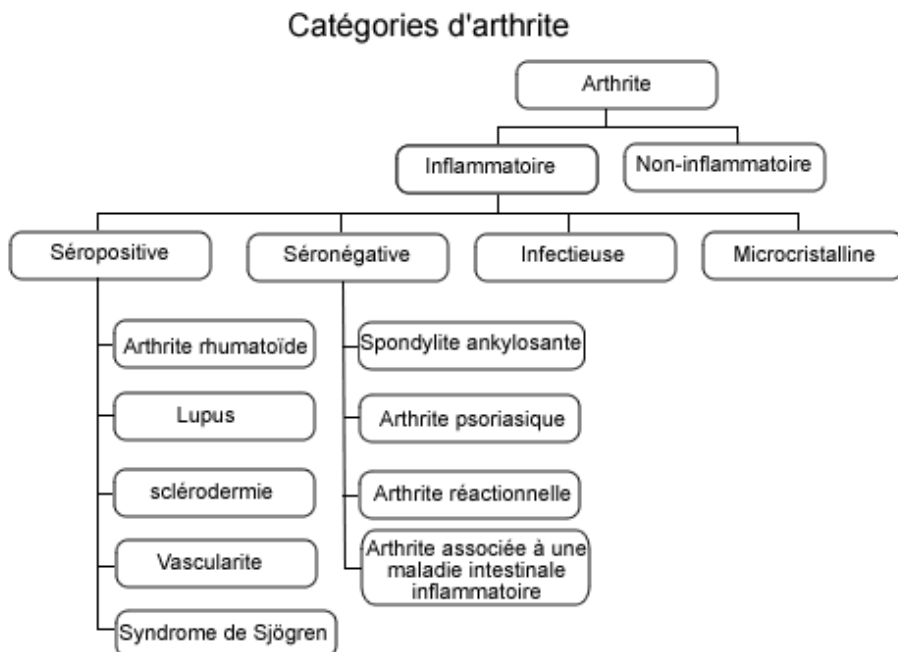 Catégories d'arthrite
Arthrite
Inflammatoire
Non-inflammatoire
Séropositive
Séronégative
Infectieuse
Microcristalline
Arthrite rhumatoïde
Lupus
sclérodermie
Vascularite
Syndrome de Sjögren
Spondylite ankylosante
Arthrite psoriasique
Arthrite réactionnelle
Arthrite associée à une
maladie intestinale
inflammatoire